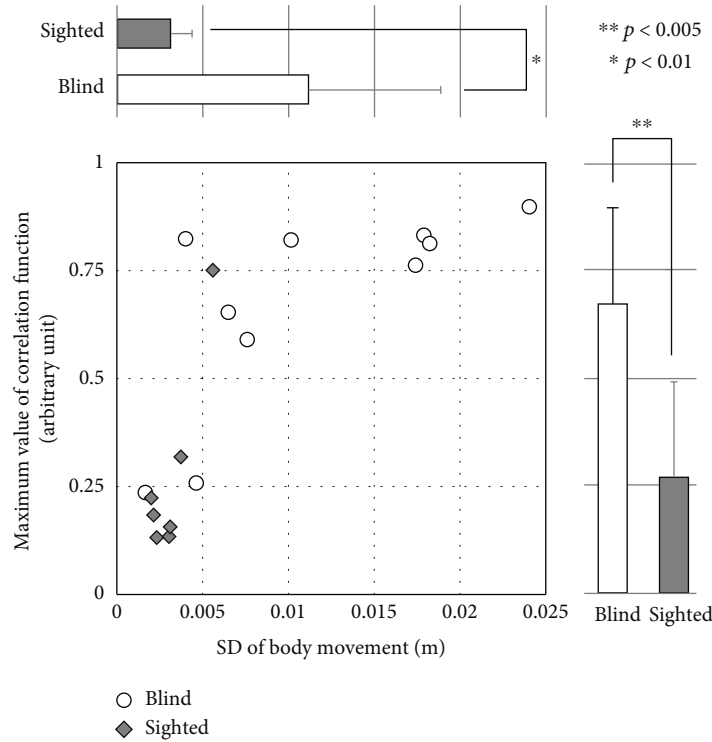 Sighted
Blind
*
** p < 0.005
* p < 0.01
**
1
0.75
0.5
0.25
0
Maximum value of correlation function
(arbitrary unit)
0
0.005
0.01
0.015
0.02
0.025
SD of body movement (m)
Blind
Sighted
Blind
Sighted